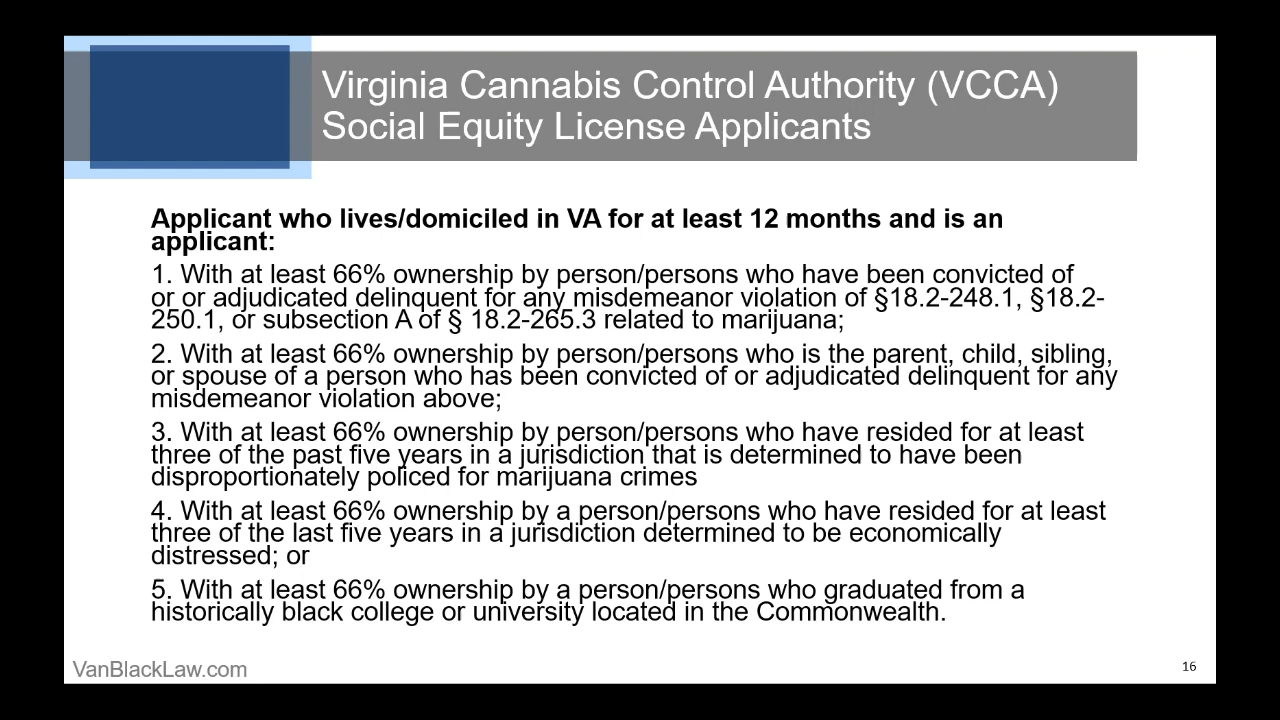 Virginia Cannabis Control Authority (VCCA)
Social Equity License Applicants
Applicant who lives/domiciled in VA for at least 12 months and is an
applicant:
1. With at least 66% ownership by person/persons who have been convicted of
or or adjudicated delinquent for any misdemeanor violation of §18.2-248.1, §18.2-
250.1, or subsection A of § 18.2-265.3 related to marijuana;
2. With at least 66% ownership by person/persons who is the parent, child, sibling,
or spouse of a person who has been convicted of or adjudicated delinquent for any
misdemeanor violation above;
3. With at least 66% ownership by person/persons who have resided for at least
three of the past five years in a jurisdiction that is determined to have been
disproportionately policed for marijuana crimes
4. With at least 66% ownership by a person/persons who have resided for at least
three of the last five years in a jurisdiction determined to be economically
distressed; or
5. With at least 66% ownership by a person/persons who graduated from a
historically black college or university located in the Commonwealth.
VanBlackLaw.com
16